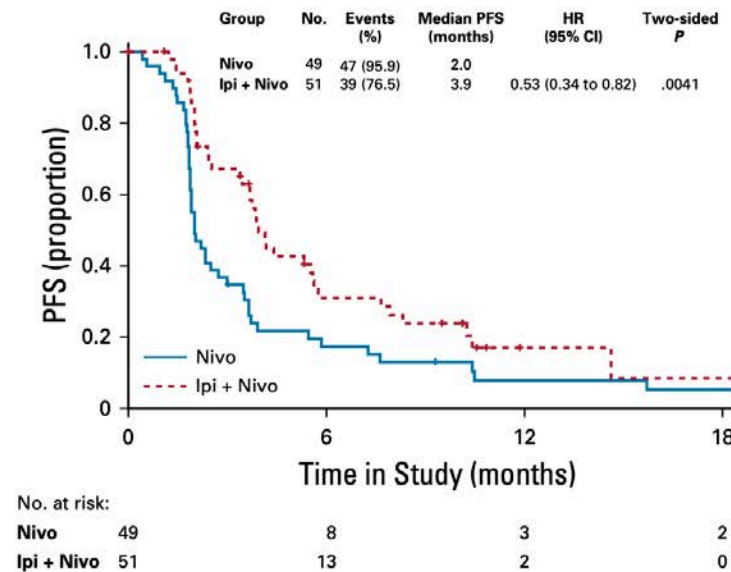 Group No. Events (%) Median PFS (months) HR (95% CI) Two-sided P
Nivo 49 47 (95.9) 2.0
Ipi + Nivo 51 39 (76.5) 3.9 0.53 (0.34 to 0.82) .0041
PFS (proportion)
1.0
0.8
0.6
0.4
0.2
0
Nivo
Ipi + Nivo
0 6 12 18
Time in Study (months)
No. at risk:
Nivo 49 8 3 2
Ipi + Nivo 51 13 2 0